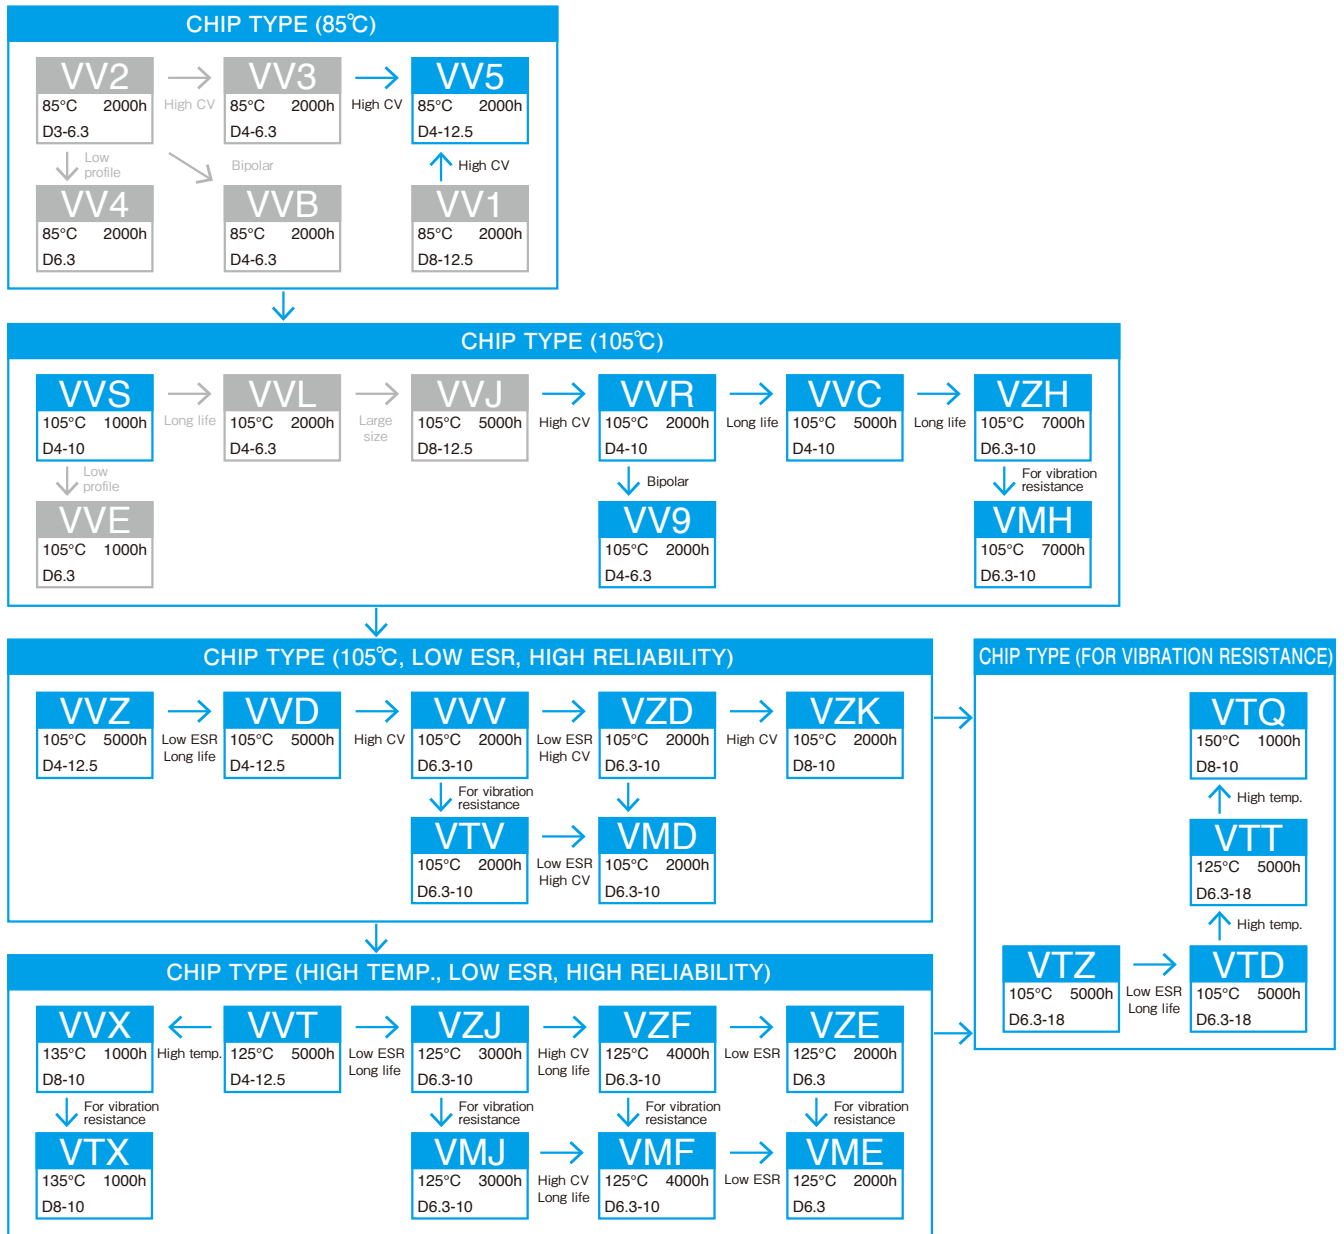 CHIP TYPE (85℃)
VV2
85°C 2000h
D3-6.3
High CV
VV3
85°C 2000h
D4-6.3
High CV
VV5
85°C 2000h
D4-12.5
Low
profile
Bipolar
High CV
VV4
85°C 2000h
D6.3
VVB
85°C 2000h
D4-6.3
VV1
85°C 2000h
D8-12.5
CHIP TYPE (105℃)
VVS
105°C 1000h
D4-10
Long life
VVL
105°C 2000h
D4-6.3
Large
size
VVJ
105°C 5000h
D8-12.5
High CV
VVR
105°C 2000h
D4-10
Long life
VVC
105°C 5000h
D4-10
Long life
VZH
105°C 7000h
D6.3-10
Low
profile
Bipolar
For vibration
resistance
VVE
105°C 1000h
D6.3
VV9
105°C 2000h
D4-6.3
VMH
105°C 7000h
D6.3-10
CHIP TYPE (105℃, LOW ESR, HIGH RELIABILITY)
VVZ
105°C 5000h
D4-12.5
Low ESR
Long life
VVD
105°C 5000h
D4-12.5
High CV
VVV
105°C 2000h
D6.3-10
Low ESR
High CV
VZD
105°C 2000h
D6.3-10
High CV
VZK
105°C 2000h
D8-10
For vibration
resistance
VTV
105°C 2000h
D6.3-10
Low ESR
High CV
VMD
105°C 2000h
D6.3-10
CHIP TYPE (FOR VIBRATION RESISTANCE)
VTQ
150°C 1000h
D8-10
High temp.
VTT
125°C 5000h
D6.3-18
High temp.
VTZ
105°C 5000h
D6.3-18
Low ESR
Long life
VTD
105°C 5000h
D6.3-18
CHIP TYPE (HIGH TEMP., LOW ESR, HIGH RELIABILITY)
VVX
135°C 1000h
D8-10
High temp.
VVT
125°C 5000h
D4-12.5
Low ESR
Long life
VZJ
125°C 3000h
D6.3-10
High CV
Long life
VZF
125°C 4000h
D6.3-10
Low ESR
VZE
125°C 2000h
D6.3
For vibration
resistance
For vibration
resistance
For vibration
resistance
For vibration
resistance
VTX
135°C 1000h
D8-10
VMJ
125°C 3000h
D6.3-10
High CV
Long life
VMF
125°C 4000h
D6.3-10
Low ESR
VME
125°C 2000h
D6.3